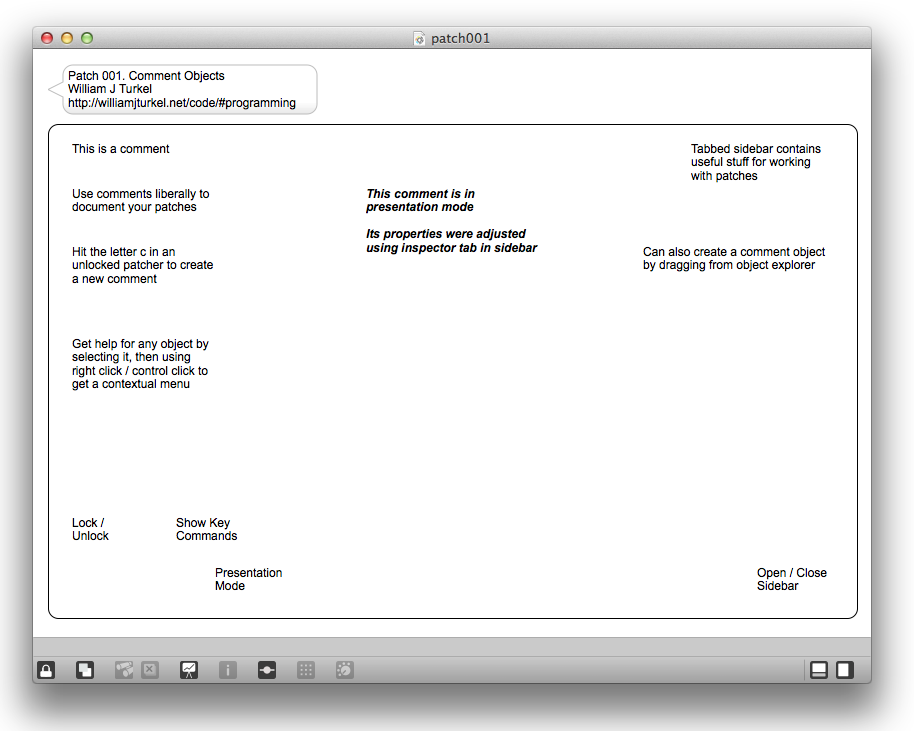 patch001
Patch 001. Comment Objects
William J Turkel
http://williamjturkel.net/code/#programming
This is a comment
Tabbed sidebar contains
useful stuff for working
with patches
Use comments liberally to
document your patches
This comment is in
presentation mode
Its properties were adjusted
using inspector tab in sidebar
Hit the letter c in an
unlocked patcher to create
a new comment
Can also create a comment object
by dragging from object explorer
Get help for any object by
selecting it, then using
right click / control click to
get a contextual menu
Lock /
Unlock
Show Key
Commands
Presentation
Mode
Open / Close
Sidebar